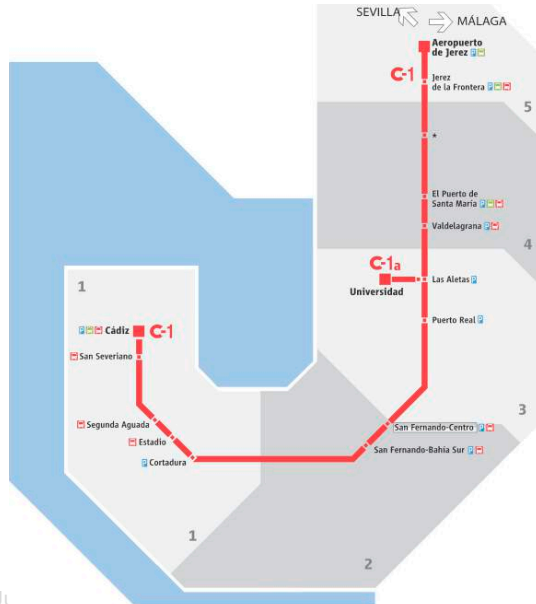 SEVILLA
MÁLAGA
Aeropuerto
de Jerez
C-1
Jerez
de la Frontera
5
*
El Puerto de
Santa María
Valdelagrana
4
C-1a
Universidad
Las Aletas
1
Puerto Real
Cádiz C-1
San Severiano
3
Segunda Aguada
San Fernando-Centro
Estadio
San Fernando-Bahía Sur
Cortadura
1
2